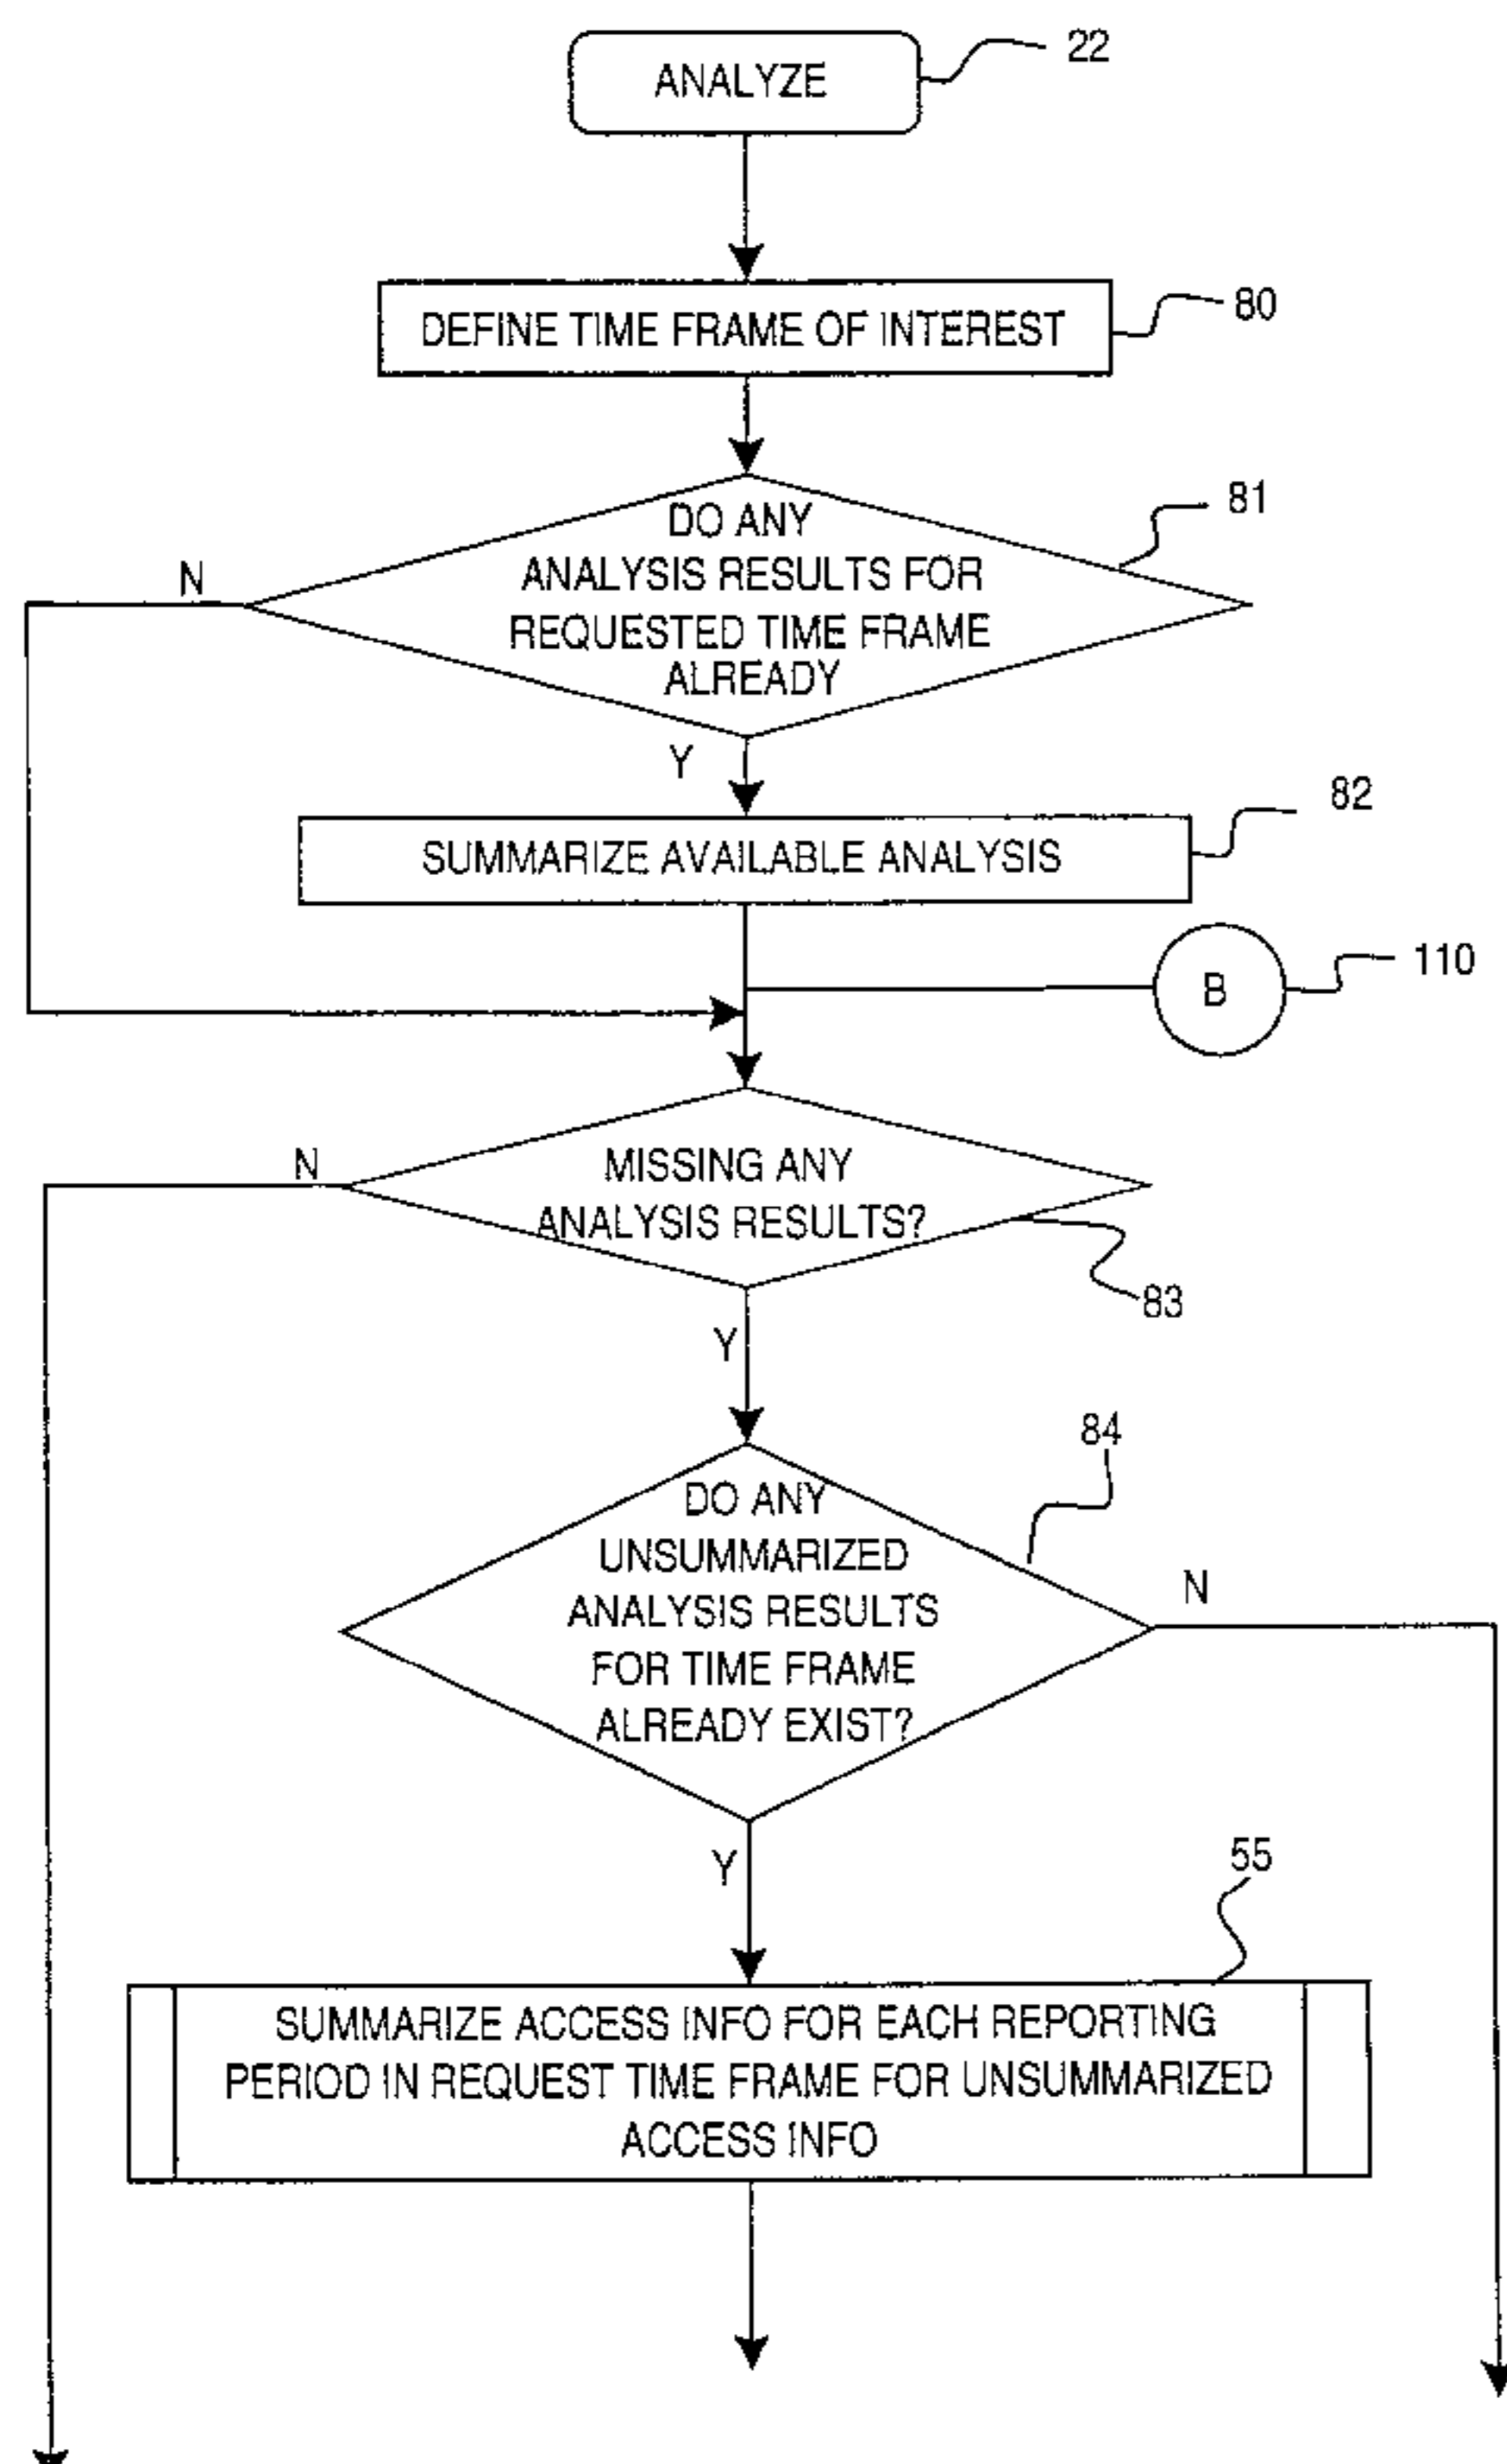 ANALYZE
22
DEFINE TIME FRAME OF INTEREST
80
DO ANY
ANALYSIS RESULTS FOR
REQUESTED TIME FRAME
ALREADY
81
N
Y
SUMMARIZE AVAILABLE ANALYSIS
82
B
110
MISSING ANY
ANALYSIS RESULTS?
N
83
Y
84
DO ANY
UNSUMMARIZED
ANALYSIS RESULTS
FOR TIME FRAME
ALREADY EXIST?
N
Y
55
SUMMARIZE ACCESS INFO FOR EACH REPORTING
PERIOD IN REQUEST TIME FRAME FOR UNSUMMARIZED
ACCESS INFO